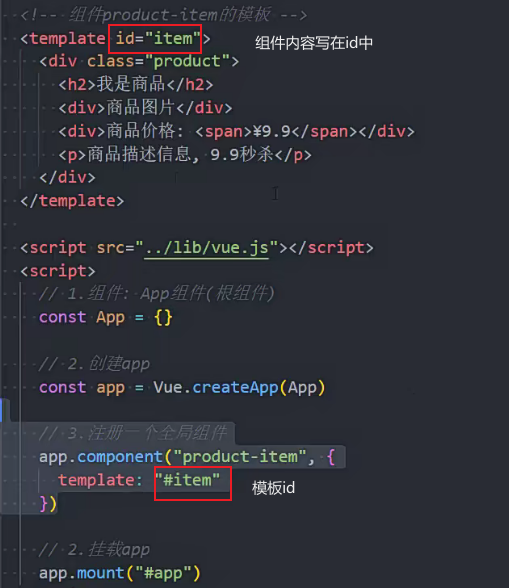 <!-- 组件product-item的模板 -->
<template id="item"> 组件内容写在id中
<div class="product">
<h2>我是商品</h2>
<div>商品图片</div>
<div>商品价格: <span>¥9.9</span></div>
<p>商品描述信息, 9.9秒杀</p>
</div>
</template>
<script src="../lib/vue.js"></script>
<script>
// 1.组件: App组件(根组件)
const App = {}
// 2.创建app
const app = Vue.createApp(App)
// 3.注册一个全局组件
app.component("product-item", {
template: "#item" 模板id
})
// 2.挂载app
app.mount("#app")